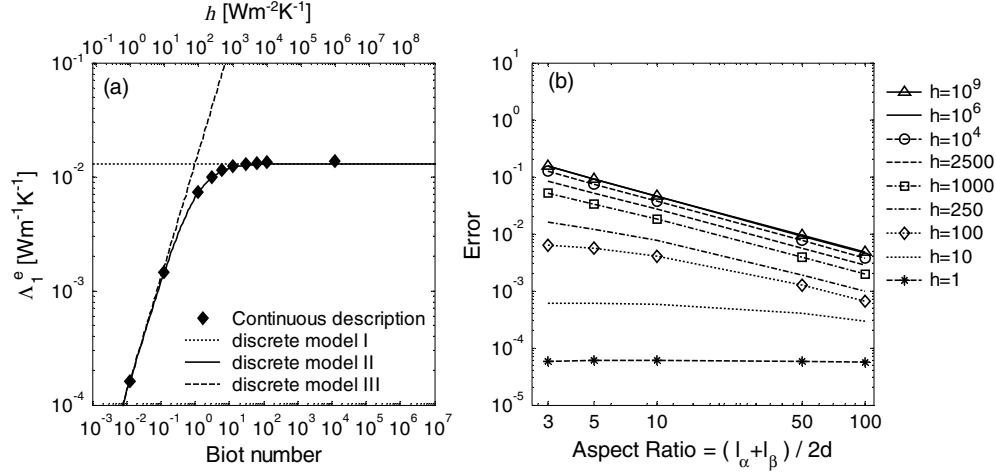 h [Wm-2K-1]
10⁻¹ 10⁰ 10¹ 10² 10³ 10⁴ 10⁵ 10⁶ 10⁷ 10⁸
(a)
10⁻¹
10⁻²
10⁻³
10⁻⁴
Λ₁ᵉ [Wm⁻¹K⁻¹]
Continuous description
discrete model I
discrete model II
discrete model III
10⁻³ 10⁻² 10⁻¹ 10⁰ 10¹ 10² 10³ 10⁴ 10⁵ 10⁶ 10⁷
Biot number
(b)
10¹
10⁰
10⁻¹
10⁻²
10⁻³
10⁻⁴
10⁻⁵
Error
3 5 10 50 100
Aspect Ratio = ( l_α+l_β ) / 2d
h=10⁹
h=10⁶
h=10⁴
h=2500
h=1000
h=250
h=100
h=10
h=1